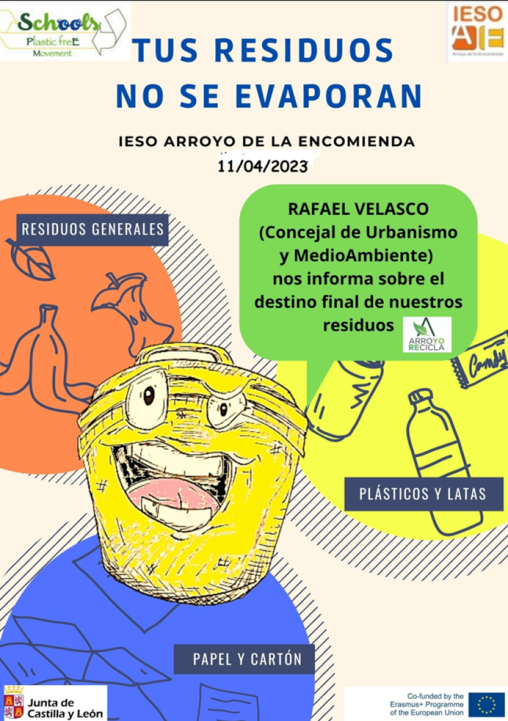 Schools
Plastic freE
Movement
IESO
AE
Arroyo de la Encomienda
TUS RESIDUOS
NO SE EVAPORAN
IESO ARROYO DE LA ENCOMIENDA
11/04/2023
RESIDUOS GENERALES
RAFAEL VELASCO
(Concejal de Urbanismo
y MedioAmbiente)
nos informa sobre el
destino final de nuestros
residuos
ARROYO
RECICLA
Candy
PLÁSTICOS Y LATAS
PAPEL Y CARTÓN
Junta de
Castilla y León
Co-funded by the
Erasmus+ Programme
of the European Union